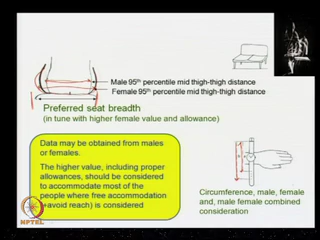 Male 95th percentile mid thigh-thigh distance
Female 95th percentile mid thigh-thigh distance
Preferred seat breadth
(in tune with higher female value and allowance)
Data may be obtained from males
or females.
The higher value, including proper
allowances, should be considered
to accommodate most of the
people where free accommodation
avoid reach) is considered
Circumference, male, female
and, male female combined
consideration
NPTEL